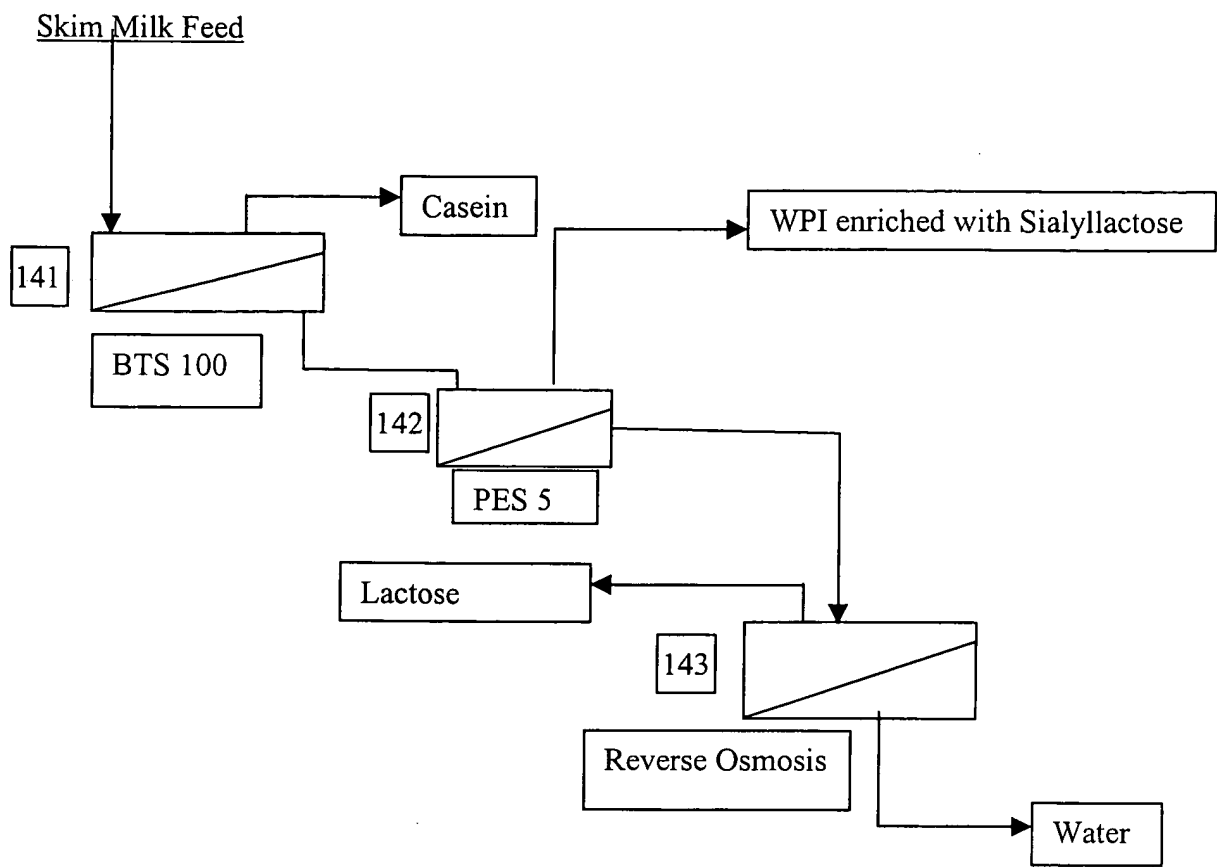 Skim Milk Feed
Casein
WPI enriched with Sialyllactose
141
BTS 100
142
PES 5
Lactose
143
Reverse Osmosis
Water